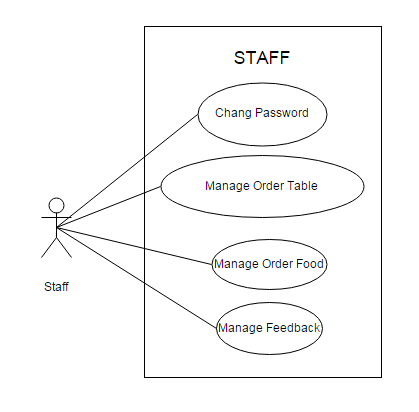 STAFF
Chang Password
Manage Order Table
Manage Order Food
Manage Feedback
Staff